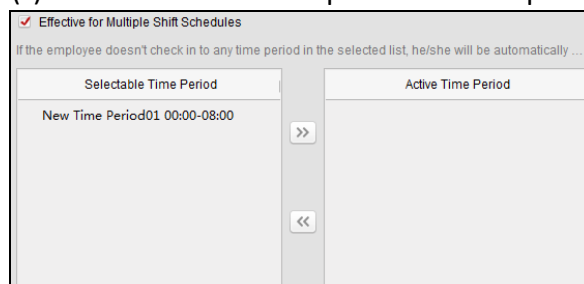 Effective for Multiple Shift Schedules
If the employee doesn't check in to any time period in the selected list, he/she will be automatically ...
Selectable Time Period
Active Time Period
New Time Period01 00:00-08:00
>>
<<